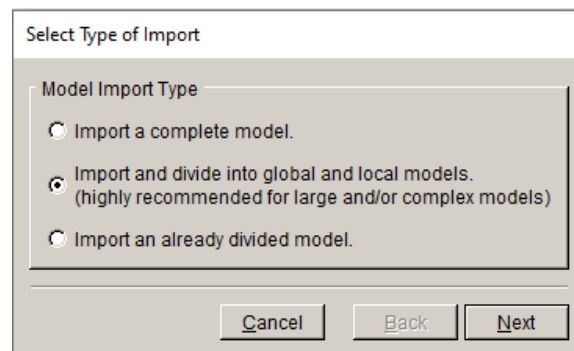 Select Type of Import
Model Import Type
Import a complete model.
Import and divide into global and local models.
(highly recommended for large and/or complex models)
Import an already divided model.
Cancel
Back
Next